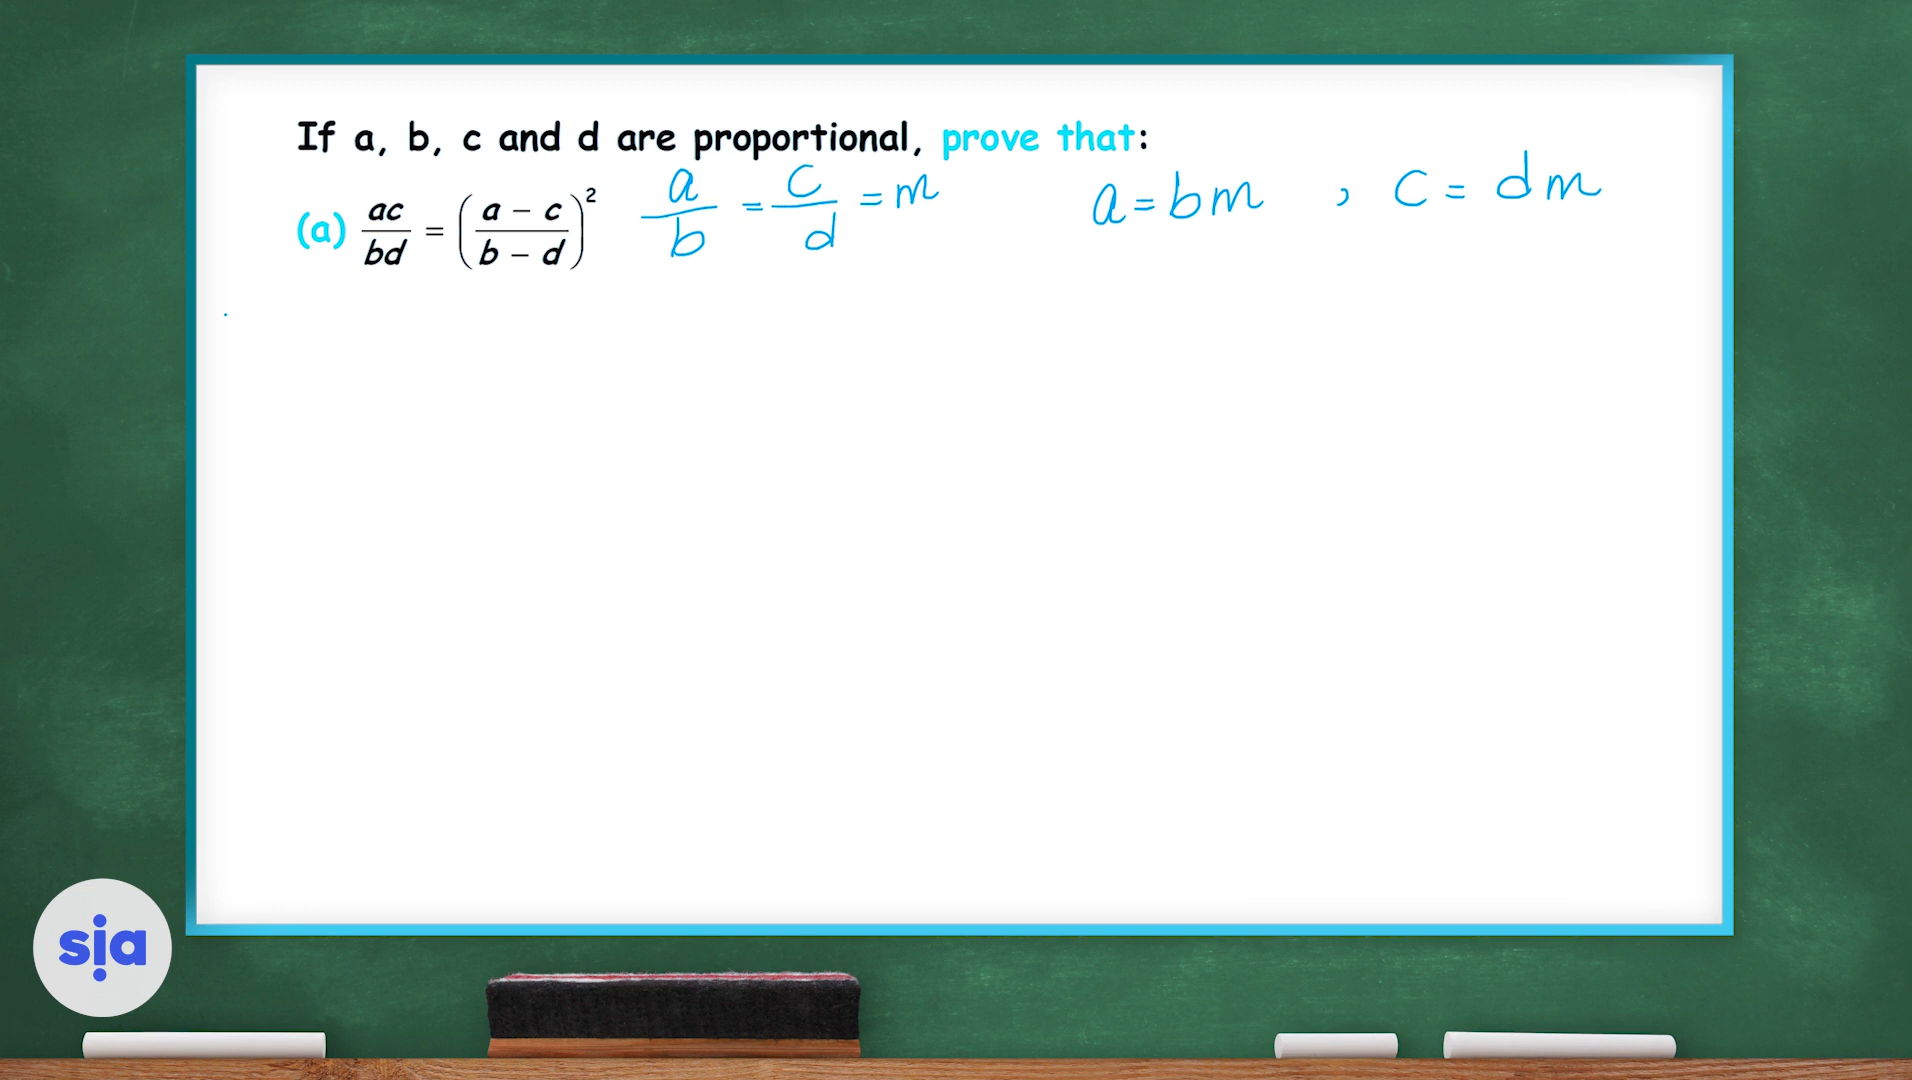 If a, b, c and d are proportional, prove that:
(a) ac/bd = ((a - c)/(b - d))² a/b = c/d = m a = bm , c = dm
sia